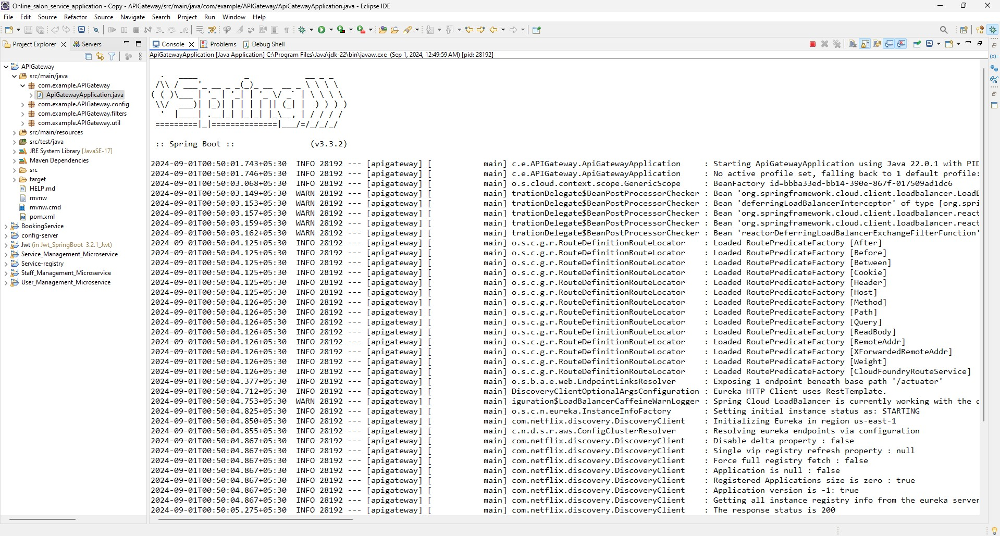 Online_salon_service_application - Copy - APIGateway/src/main/java/com/example/APIGateway/ApiGatewayApplication.java - Eclipse IDE
File Edit Source Refactor Source Navigate Search Project Run Window Help
Project Explorer Servers
APIGateway
src/main/java
com.example.APIGateway
ApiGatewayApplication.java
com.example.APIGateway.config
com.example.APIGateway.filters
com.example.APIGateway.util
src/main/resources
src/test/java
JRE System Library [JavaSE-17]
Maven Dependencies
src
target
HELP.md
mvnw
mvnw.cmd
pom.xml
BookingService
config-server
Jwt (in Jwt_SpringBoot 3.2.1_Jwt)
Service_Management_Microservice
Service-registry
Staff_Management_Microservice
User_Management_Microservice
Console Problems Debug Shell
ApiGatewayApplication [Java Application] C:\Program Files\Java\jdk-22\bin\javaw.exe (Sep 1, 2024, 12:49:59 AM) [pid: 28192]
Spring
:: Spring Boot :: (v3.3.2)
2024-09-01T00:50:01.743+05:30 INFO 28192 --- [apigateway] [ main] c.e.APIGateway.ApiGatewayApplication : Starting ApiGatewayApplication using Java 22.0.1 with PID
2024-09-01T00:50:01.746+05:30 INFO 28192 --- [apigateway] [ main] c.e.APIGateway.ApiGatewayApplication : No active profile set, falling back to 1 default profile:
2024-09-01T00:50:03.068+05:30 INFO 28192 --- [apigateway] [ main] o.s.cloud.context.scope.GenericScope : BeanFactory id=bbba33ed-bb14-390e-867f-017509ad1dc6
2024-09-01T00:50:03.149+05:30 WARN 28192 --- [apigateway] [ main] trationDelegate$BeanPostProcessorChecker : Bean 'org.springframework.cloud.client.loadbalancer.
2024-09-01T00:50:03.153+05:30 WARN 28192 --- [apigateway] [ main] trationDelegate$BeanPostProcessorChecker : Bean 'deferringLoadBalancerInterceptor' of type [org.spri
2024-09-01T00:50:03.157+05:30 WARN 28192 --- [apigateway] [ main] trationDelegate$BeanPostProcessorChecker : Bean 'org.springframework.cloud.client.loadbalancer.react
2024-09-01T00:50:03.159+05:30 WARN 28192 --- [apigateway] [ main] trationDelegate$BeanPostProcessorChecker : Bean 'org.springframework.cloud.client.loadbalancer.react
2024-09-01T00:50:03.162+05:30 WARN 28192 --- [apigateway] [ main] trationDelegate$BeanPostProcessorChecker : Bean 'reactorDeferringLoadBalancerExchangeFilterFunction'
2024-09-01T00:50:04.125+05:30 INFO 28192 --- [apigateway] [ main] o.s.c.g.r.RouteDefinitionRouteLocator : Loaded RoutePredicateFactory [After]
2024-09-01T00:50:04.125+05:30 INFO 28192 --- [apigateway] [ main] o.s.c.g.r.RouteDefinitionRouteLocator : Loaded RoutePredicateFactory [Before]
2024-09-01T00:50:04.125+05:30 INFO 28192 --- [apigateway] [ main] o.s.c.g.r.RouteDefinitionRouteLocator : Loaded RoutePredicateFactory [Between]
2024-09-01T00:50:04.125+05:30 INFO 28192 --- [apigateway] [ main] o.s.c.g.r.RouteDefinitionRouteLocator : Loaded RoutePredicateFactory [Cookie]
2024-09-01T00:50:04.125+05:30 INFO 28192 --- [apigateway] [ main] o.s.c.g.r.RouteDefinitionRouteLocator : Loaded RoutePredicateFactory [Header]
2024-09-01T00:50:04.125+05:30 INFO 28192 --- [apigateway] [ main] o.s.c.g.r.RouteDefinitionRouteLocator : Loaded RoutePredicateFactory [Host]
2024-09-01T00:50:04.126+05:30 INFO 28192 --- [apigateway] [ main] o.s.c.g.r.RouteDefinitionRouteLocator : Loaded RoutePredicateFactory [Method]
2024-09-01T00:50:04.126+05:30 INFO 28192 --- [apigateway] [ main] o.s.c.g.r.RouteDefinitionRouteLocator : Loaded RoutePredicateFactory [Path]
2024-09-01T00:50:04.126+05:30 INFO 28192 --- [apigateway] [ main] o.s.c.g.r.RouteDefinitionRouteLocator : Loaded RoutePredicateFactory [Query]
2024-09-01T00:50:04.126+05:30 INFO 28192 --- [apigateway] [ main] o.s.c.g.r.RouteDefinitionRouteLocator : Loaded RoutePredicateFactory [ReadBody]
2024-09-01T00:50:04.126+05:30 INFO 28192 --- [apigateway] [ main] o.s.c.g.r.RouteDefinitionRouteLocator : Loaded RoutePredicateFactory [RemoteAddr]
2024-09-01T00:50:04.126+05:30 INFO 28192 --- [apigateway] [ main] o.s.c.g.r.RouteDefinitionRouteLocator : Loaded RoutePredicateFactory [XForwardedRemoteAddr]
2024-09-01T00:50:04.126+05:30 INFO 28192 --- [apigateway] [ main] o.s.c.g.r.RouteDefinitionRouteLocator : Loaded RoutePredicateFactory [Weight]
2024-09-01T00:50:04.126+05:30 INFO 28192 --- [apigateway] [ main] o.s.c.g.r.RouteDefinitionRouteLocator : Loaded RoutePredicateFactory [CloudFoundryRouteService]
2024-09-01T00:50:04.377+05:30 INFO 28192 --- [apigateway] [ main] o.s.b.a.e.web.EndpointLinksResolver : Exposing 1 endpoint beneath base path '/actuator'
2024-09-01T00:50:04.712+05:30 INFO 28192 --- [apigateway] [ main] DiscoveryClientOptionalArgsConfiguration : Eureka HTTP Client uses RestTemplate.
2024-09-01T00:50:04.753+05:30 WARN 28192 --- [apigateway] [ main] iguration$LoadBalancerCaffeineWarnLogger : Spring Cloud LoadBalancer is currently working with the
2024-09-01T00:50:04.825+05:30 INFO 28192 --- [apigateway] [ main] o.s.c.n.eureka.InstanceInfoFactory : Setting initial instance status as: STARTING
2024-09-01T00:50:04.850+05:30 INFO 28192 --- [apigateway] [ main] com.netflix.discovery.DiscoveryClient : Initializing Eureka in region us-east-1
2024-09-01T00:50:04.855+05:30 INFO 28192 --- [apigateway] [ main] c.n.d.s.r.aws.ConfigClusterResolver : Resolving eureka endpoints via configuration
2024-09-01T00:50:04.867+05:30 INFO 28192 --- [apigateway] [ main] com.netflix.discovery.DiscoveryClient : Disable delta property : false
2024-09-01T00:50:04.867+05:30 INFO 28192 --- [apigateway] [ main] com.netflix.discovery.DiscoveryClient : Single vip registry refresh property : null
2024-09-01T00:50:04.867+05:30 INFO 28192 --- [apigateway] [ main] com.netflix.discovery.DiscoveryClient : Force full registry fetch : false
2024-09-01T00:50:04.867+05:30 INFO 28192 --- [apigateway] [ main] com.netflix.discovery.DiscoveryClient : Application is null : false
2024-09-01T00:50:04.867+05:30 INFO 28192 --- [apigateway] [ main] com.netflix.discovery.DiscoveryClient : Registered Applications size is zero : true
2024-09-01T00:50:04.867+05:30 INFO 28192 --- [apigateway] [ main] com.netflix.discovery.DiscoveryClient : Application version is -1: true
2024-09-01T00:50:04.867+05:30 INFO 28192 --- [apigateway] [ main] com.netflix.discovery.DiscoveryClient : Getting all instance registry info from the eureka server
2024-09-01T00:50:05.275+05:30 INFO 28192 --- [apigateway] [ main] com.netflix.discovery.DiscoveryClient : The response status is 200